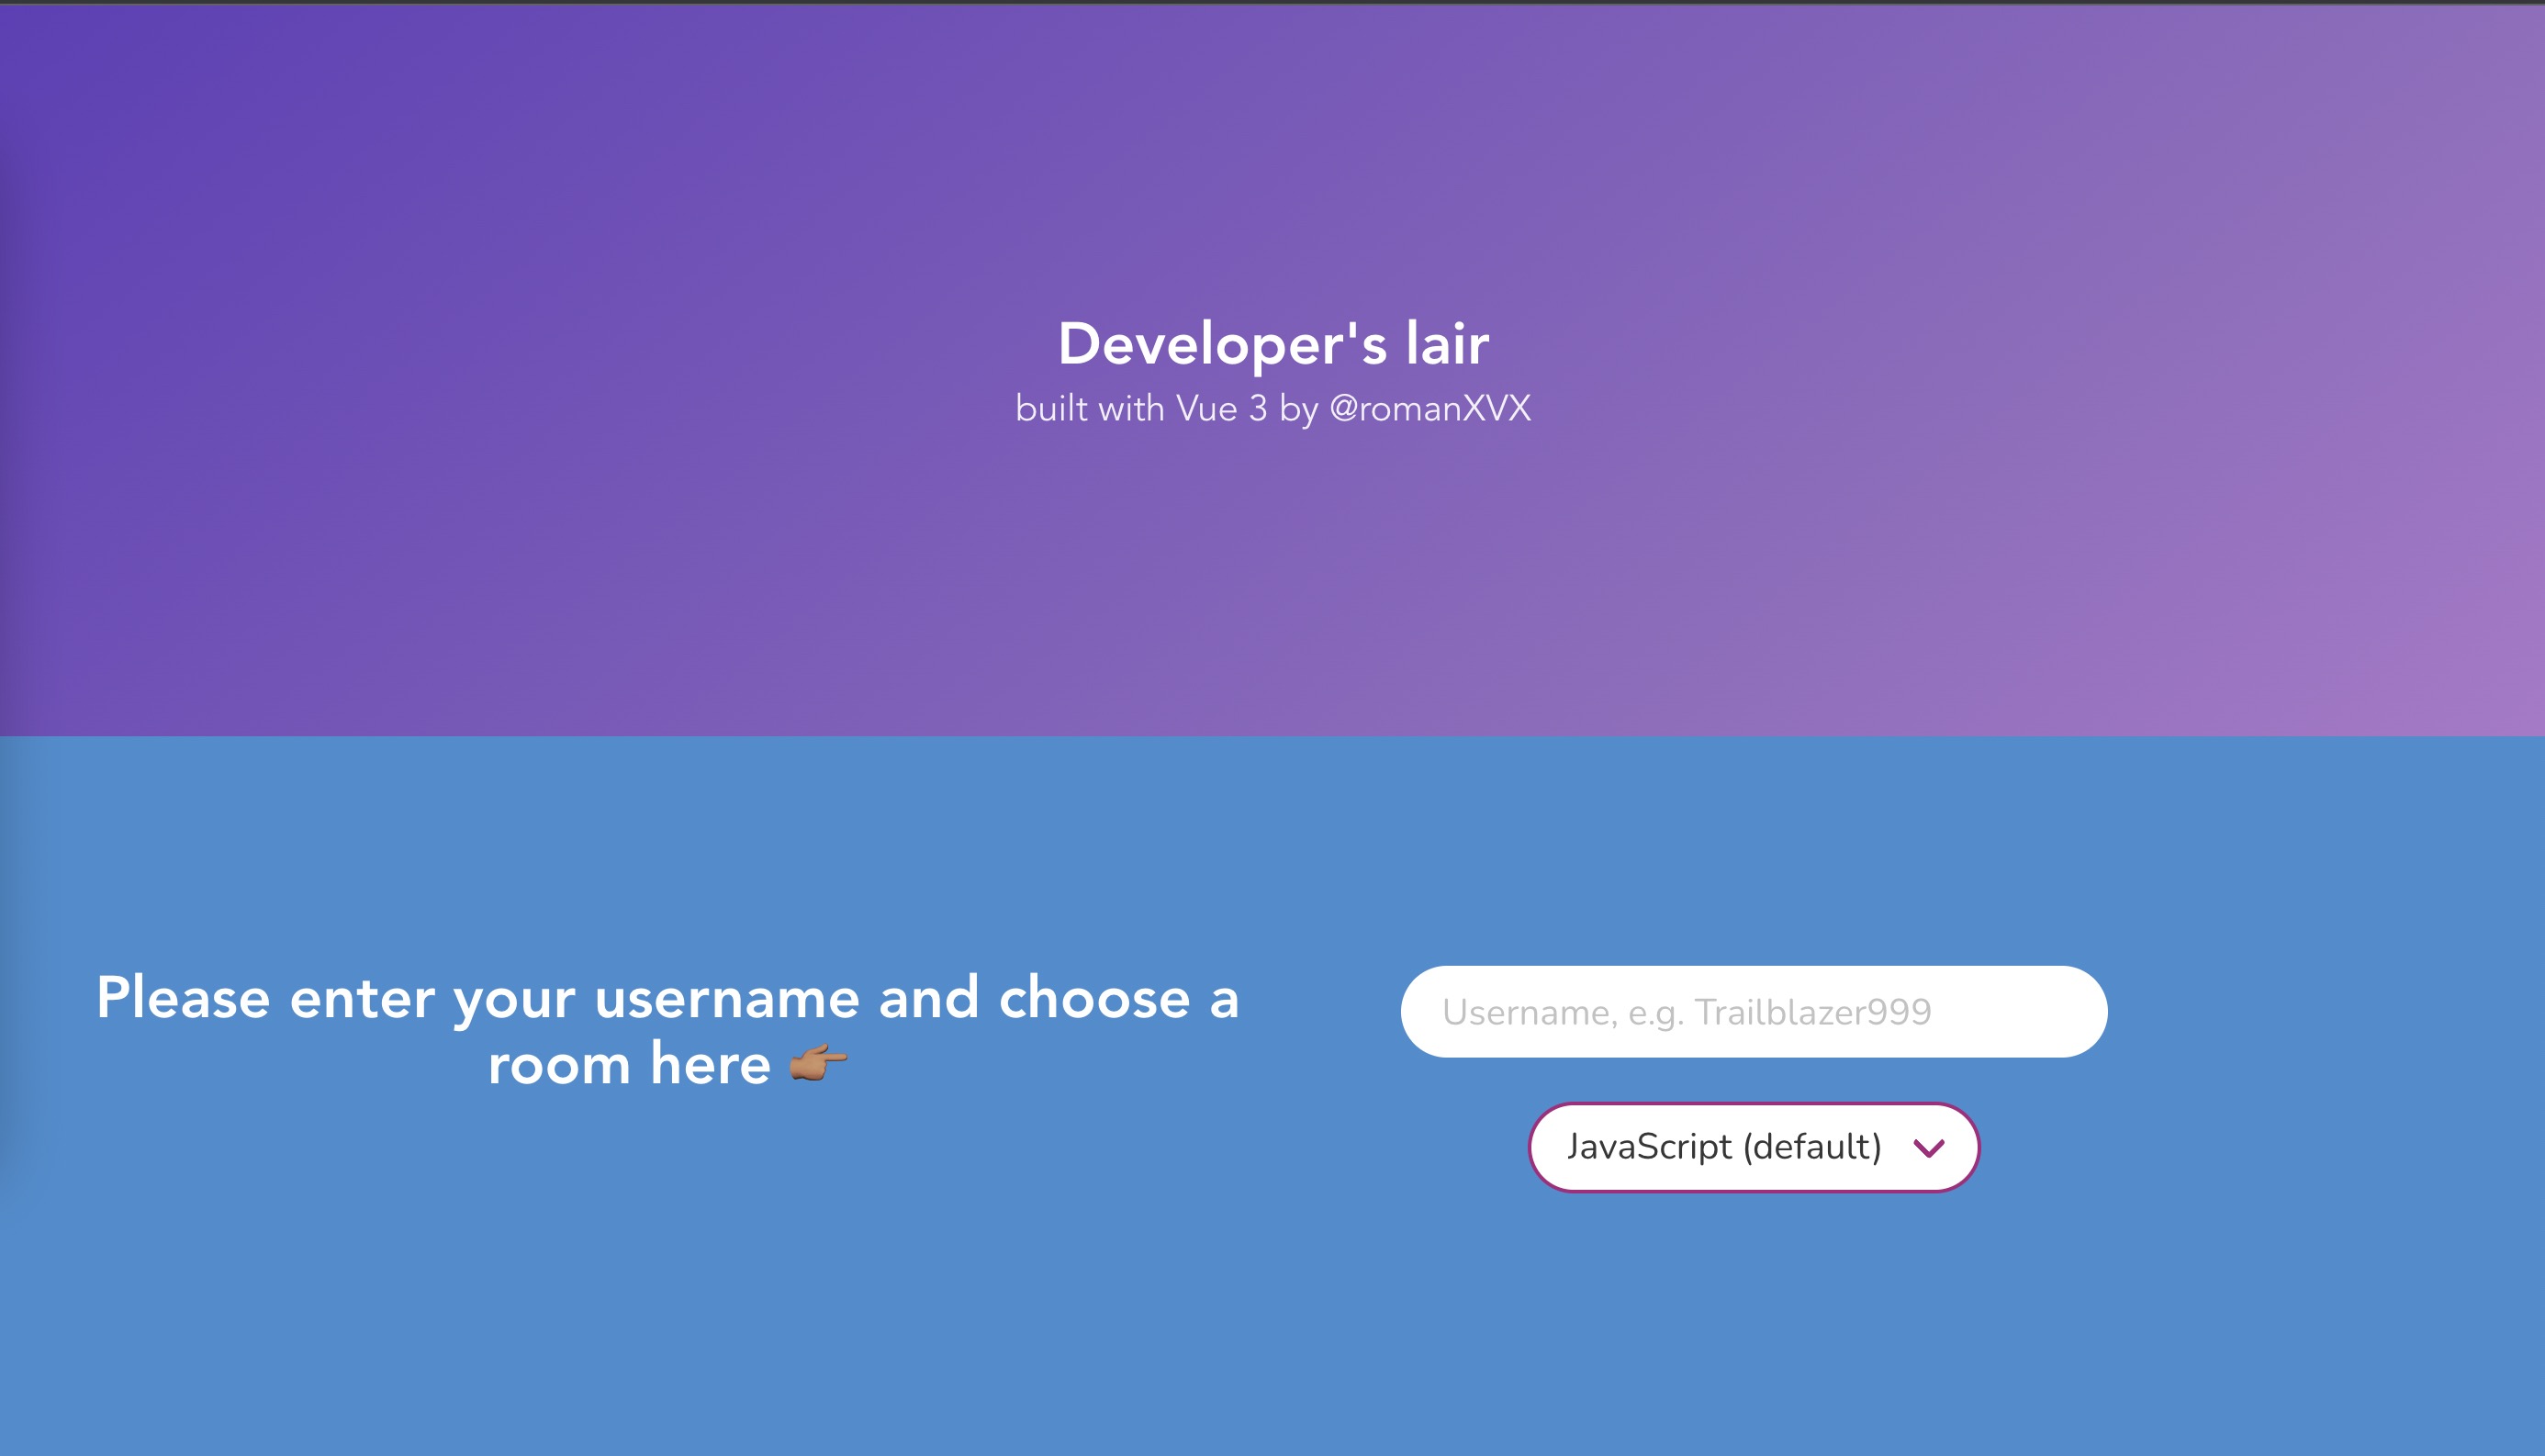 Developer's lair
built with Vue 3 by @romanXVX
Please enter your username and choose a
room here 👉🏽
Username, e.g. Trailblazer999
JavaScript (default)